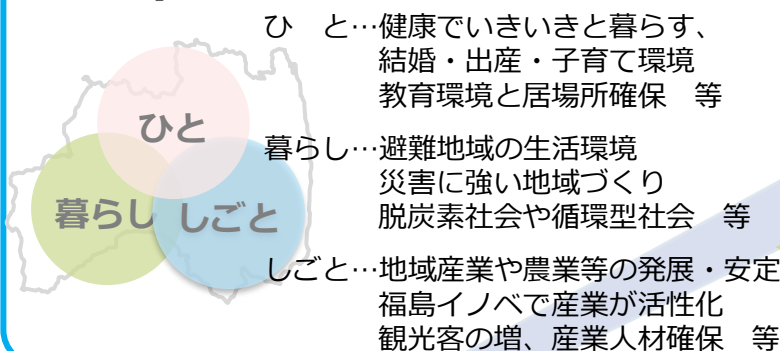 ひと
暮らし
しごと
ひ　と…健康でいきいきと暮らす、
結婚・出産・子育て環境
教育環境と居場所確保　等
暮らし…避難地域の生活環境
災害に強い地域づくり
脱炭素社会や循環型社会　等
しごと…地域産業や農業等の発展・安定
福島イノベで産業が活性化
観光客の増、産業人材確保　等